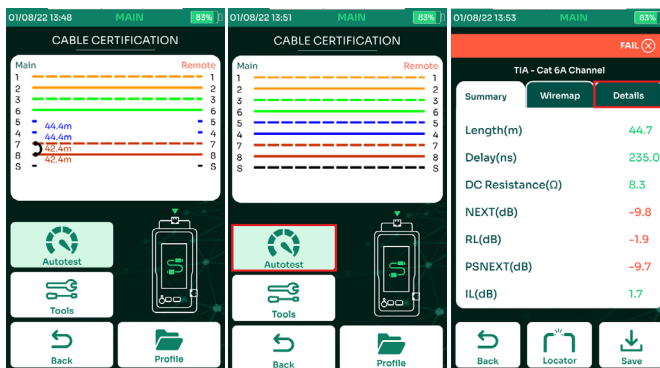 01/08/22 13:48 MAIN 83%
CABLE CERTIFICATION
Main Remote
1 1
2 2
3 3
6 6
5 44.4m 5
4 44.4m 4
7 42.4m 7
8 42.4m 8
S S
Autotest
Tools
Back Profile
01/08/22 13:51 MAIN 83%
CABLE CERTIFICATION
Main Remote
1 1
2 2
3 3
6 6
5 5
4 4
7 7
8 8
S S
Autotest
Tools
Back Profile
01/08/22 13:53 MAIN 83%
FAIL
TIA - Cat 6A Channel
Summary Wiremap Details
Length(m) 44.7
Delay(ns) 235.0
DC Resistance(Ω) 8.3
NEXT(dB) -9.8
RL(dB) -1.9
PSNEXT(dB) -9.7
IL(dB) 1.7
Back Locator Save